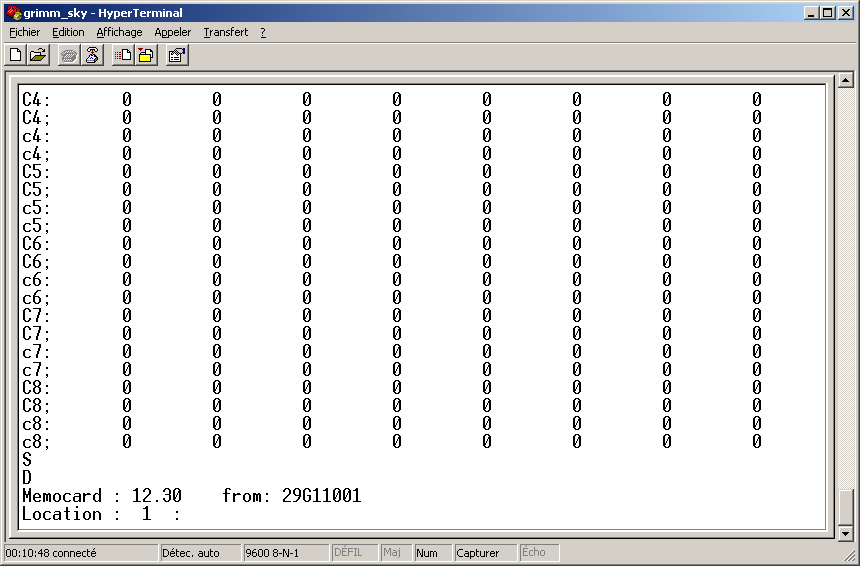 grimm_sky - HyperTerminal
Fichier Edition Affichage Appeler Transfert ?
C4: 0 0 0 0 0 0 0 0
C4; 0 0 0 0 0 0 0 0
c4: 0 0 0 0 0 0 0 0
c4; 0 0 0 0 0 0 0 0
C5: 0 0 0 0 0 0 0 0
C5; 0 0 0 0 0 0 0 0
c5: 0 0 0 0 0 0 0 0
c5; 0 0 0 0 0 0 0 0
C6: 0 0 0 0 0 0 0 0
C6; 0 0 0 0 0 0 0 0
c6: 0 0 0 0 0 0 0 0
c6; 0 0 0 0 0 0 0 0
C7: 0 0 0 0 0 0 0 0
C7; 0 0 0 0 0 0 0 0
c7: 0 0 0 0 0 0 0 0
c7; 0 0 0 0 0 0 0 0
C8: 0 0 0 0 0 0 0 0
C8; 0 0 0 0 0 0 0 0
c8: 0 0 0 0 0 0 0 0
c8; 0 0 0 0 0 0 0 0
S
D
Memocard : 12.30 from: 29G11001
Location : 1 :
00:10:48 connecté Détec. auto 9600 8-N-1 DÉFIL Maj Num Capturer Écho